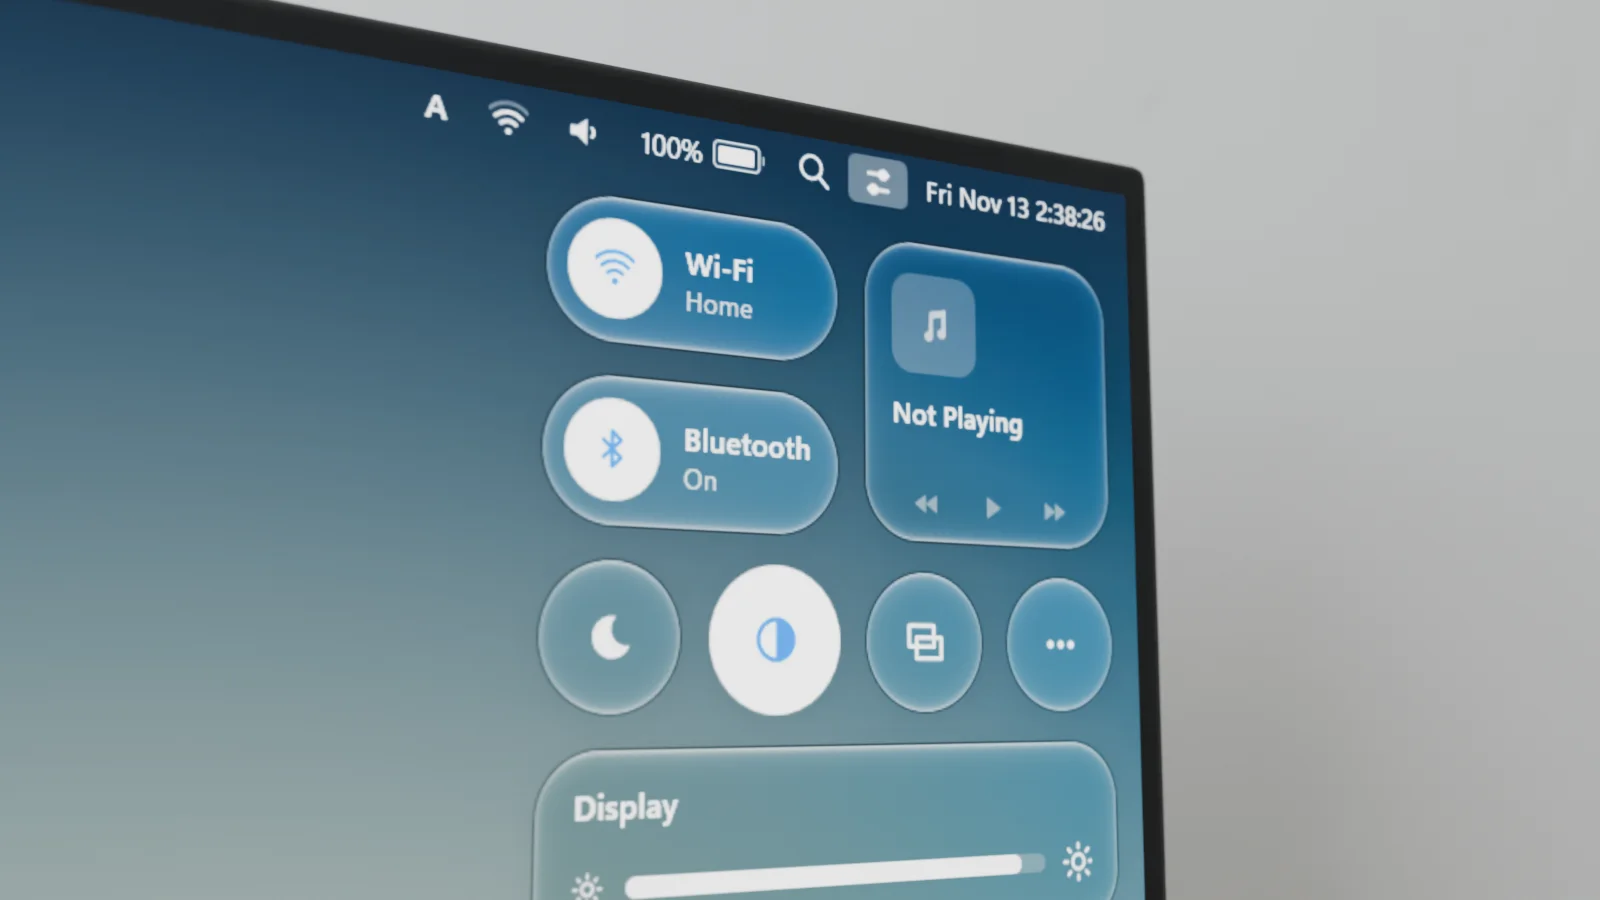 A
100%
Fri Nov 13 2:38:26
Wi-Fi
Home
Not Playing
Bluetooth
On
Display